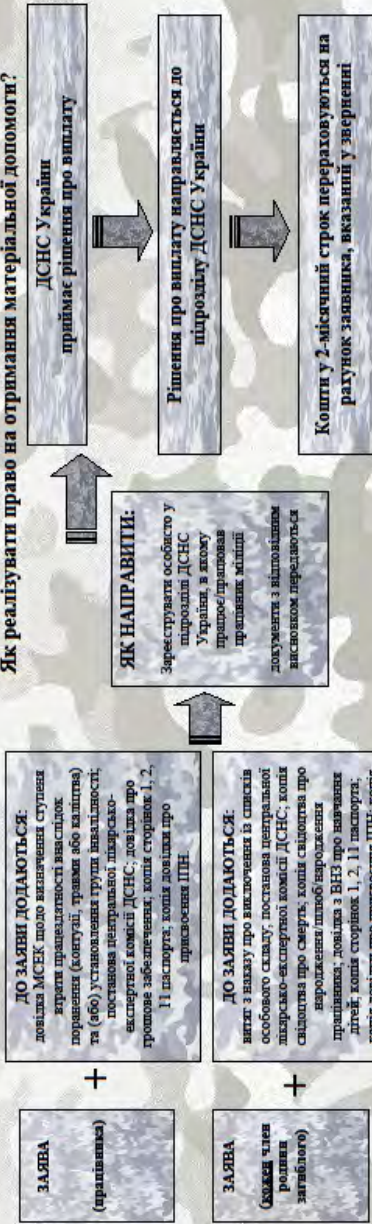 Як реалізувати право на отримання матеріальної допомоги?
ЗАЯВА
(працівника)
+
ДО ЗАЯВИ ДОДАЮТЬСЯ:
довідка МСЕК щодо визначення ступеня
втрати працездатності внаслідок
поранення (контузії, травми або каліцтва)
та (або) установлення групи інвалідності;
постанова центральної лікарсько-
експертної комісії ДСНС; довідка про
грошове забезпечення; копія сторінок 1, 2,
11 паспорта; копія довідки про
присвоєння ІПН
ЗАЯВА
(кожен член
родини
загиблого)
+
ДО ЗАЯВИ ДОДАЮТЬСЯ:
витяг з наказу про виключення із списків
особового складу; постанова центральної
лікарсько-експертної комісії ДСНС; копія
свідоцтва про смерть; копія свідоцтва про
народження/шлюб/народження
працівника; довідка з ВНЗ про навчання
дітей; копія сторінок 1, 2, 11 паспорта;
ЯК НАПРАВИТИ:
Зареєструвати особисто у
підрозділі ДСНС
України, в якому
працює/працював
працівник міліції
документи з відповідним
висновком передаються
ДСНС України
приймає рішення про виплату
Рішення про виплату направляється до
підрозділу ДСНС України
Кошти у 2-місячний строк перераховуються на
рахунок заявника, вказаний у зверненні